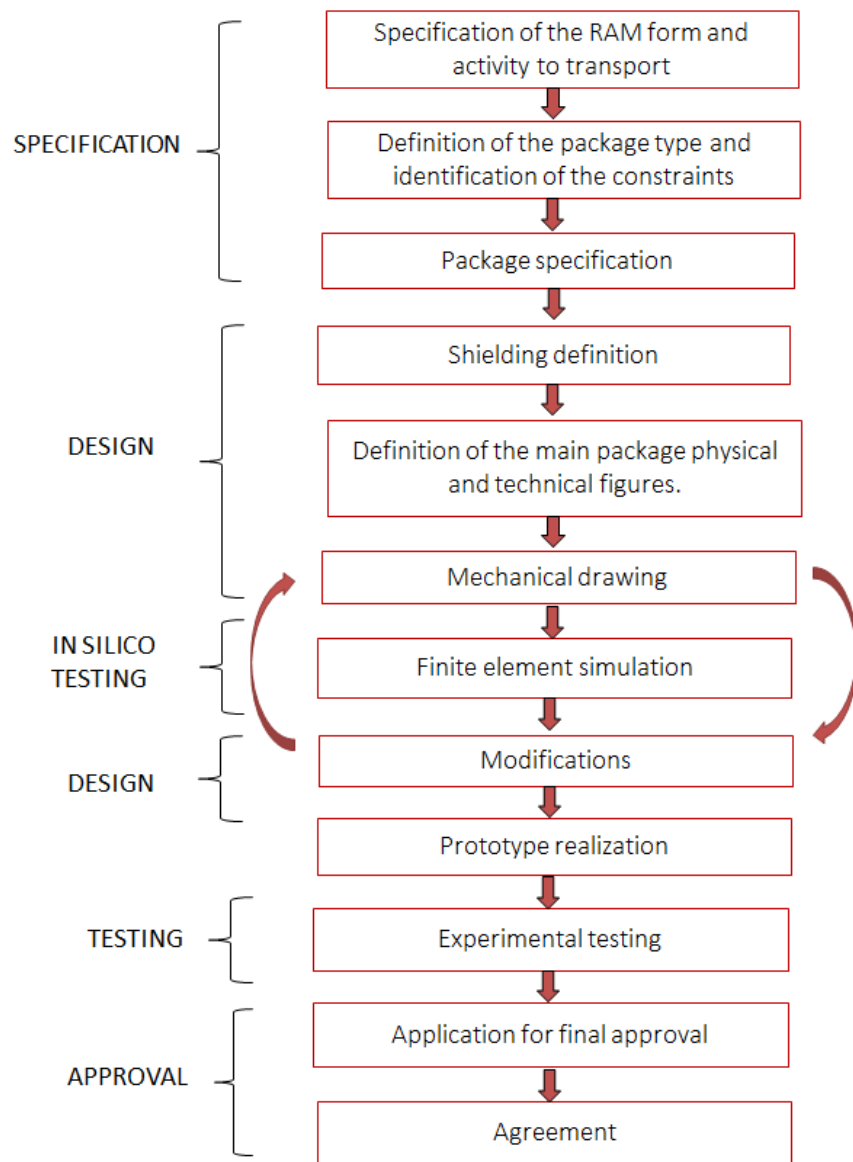 Specification of the RAM form and
activity to transport
SPECIFICATION
Definition of the package type and
identification of the constraints
Package specification
Shielding definition
DESIGN
Definition of the main package physical
and technical figures.
Mechanical drawing
IN SILICO
TESTING
Finite element simulation
Modifications
DESIGN
Prototype realization
TESTING
Experimental testing
Application for final approval
APPROVAL
Agreement